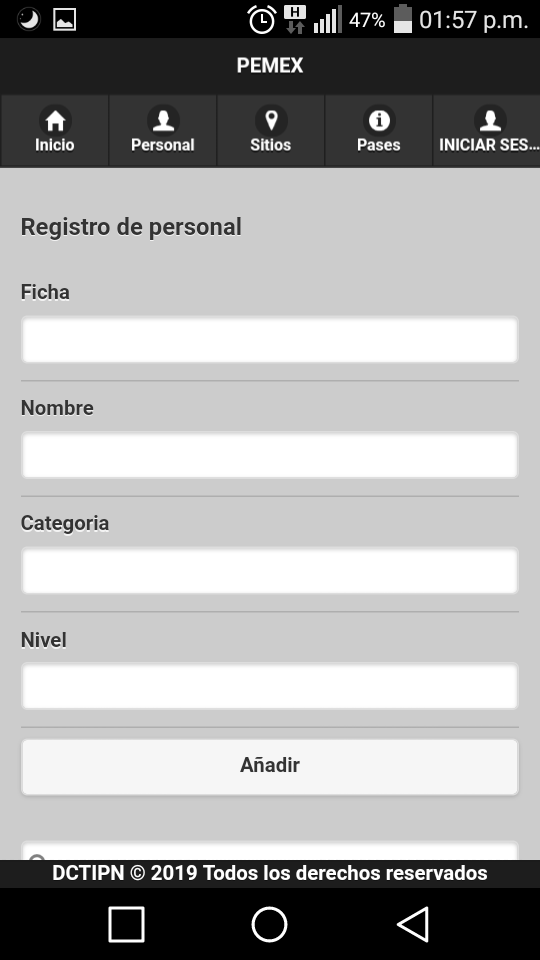 H 47% 01:57 p.m.
PEMEX
Inicio Personal Sitios Pases INICIAR SES...
Registro de personal
Ficha
Nombre
Categoria
Nivel
Añadir
DCTIPN © 2019 Todos los derechos reservados